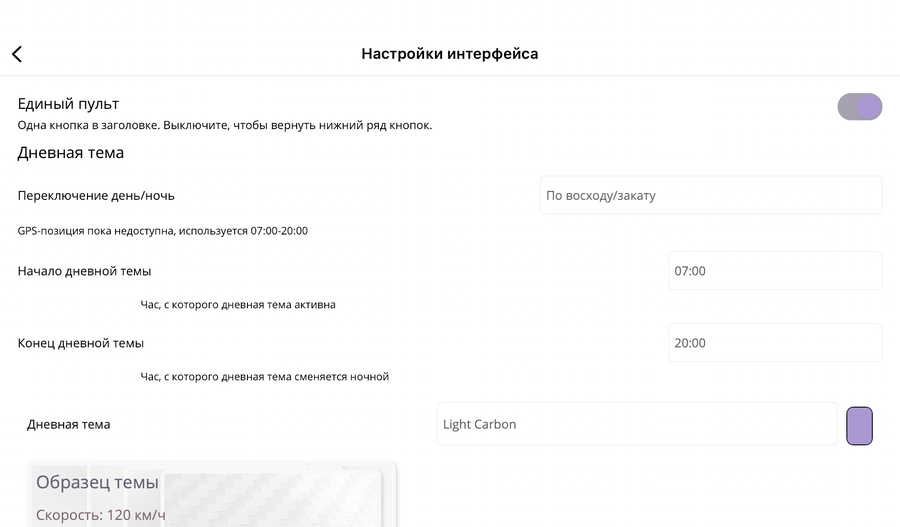 Настройки интерфейса
Единый пульт
Одна кнопка в заголовке. Выключите, чтобы вернуть нижний ряд кнопок.
Дневная тема
Переключение день/ночь
По восходу/закату
GPS-позиция пока недоступна, используется 07:00-20:00
Начало дневной темы
07:00
Час, с которого дневная тема активна
Конец дневной темы
20:00
Час, с которого дневная тема сменяется ночной
Дневная тема
Light Carbon
Образец темы
Скорость: 120 км/ч